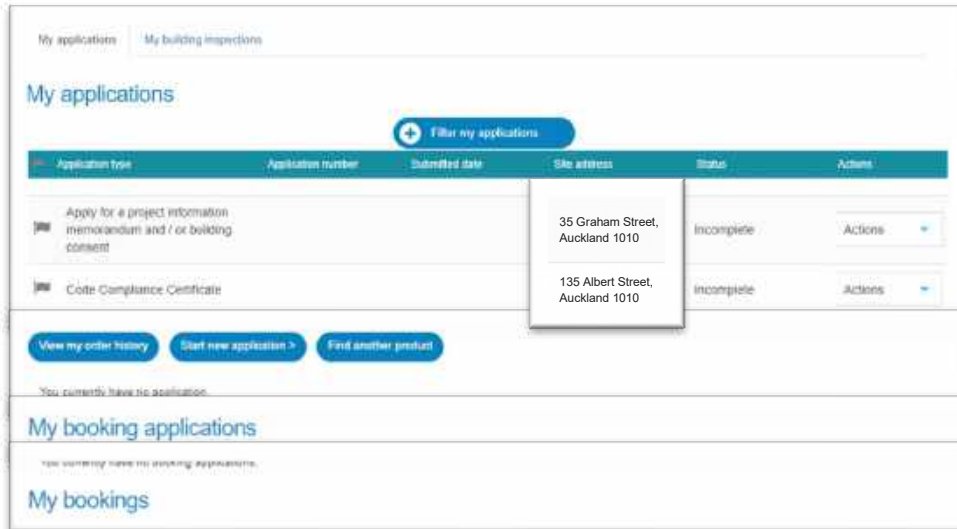 My applications My building inspections
My applications
Filter my applications
Application type Application number Submitted date Site address Status Actions
Apply for a project information
memorandum and / or building
consent
35 Graham Street,
Auckland 1010
Incomplete Actions
Code Compliance Certificate
135 Albert Street,
Auckland 1010
Incomplete Actions
View my order history Start new application > Find another product
You currently have no application.
My booking applications
You currently have no booking applications.
My bookings